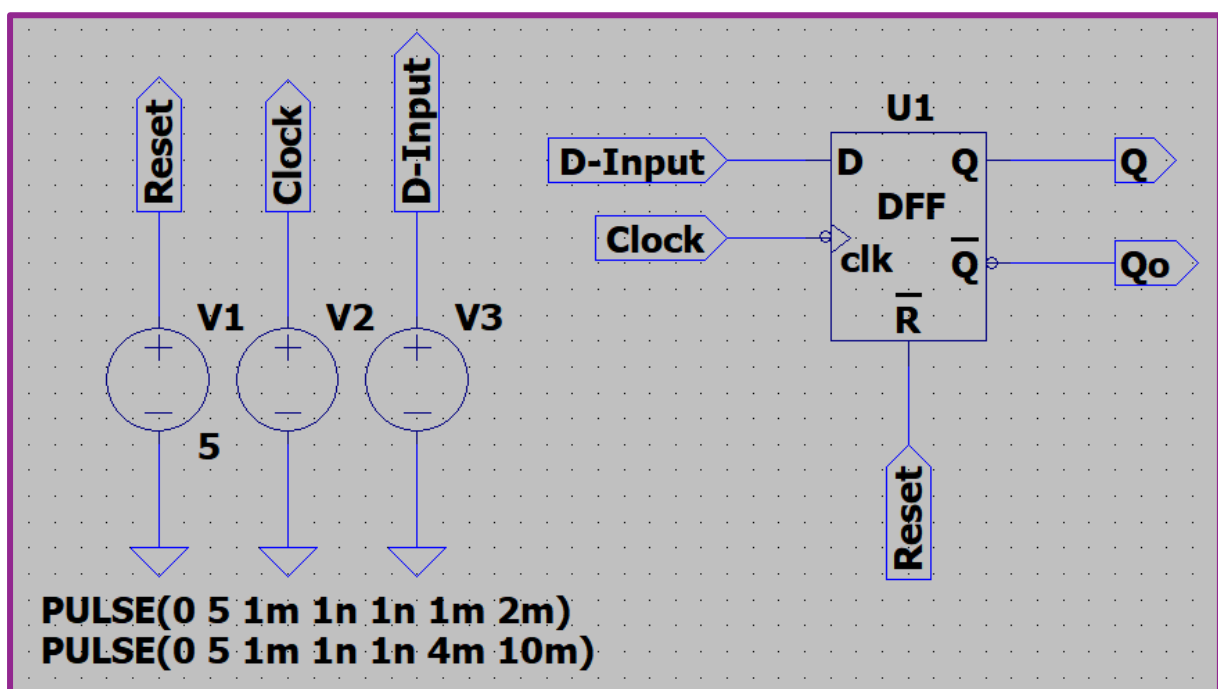 Reset
Clock
D-Input
V1
V2
V3
5
PULSE(0 5 1m 1n 1n 1m 2m)
PULSE(0 5 1m 1n 1n 4m 10m)
U1
D-Input
D
Q
Q
DFF
Clock
clk
Q̅
Qo
R̅
Reset